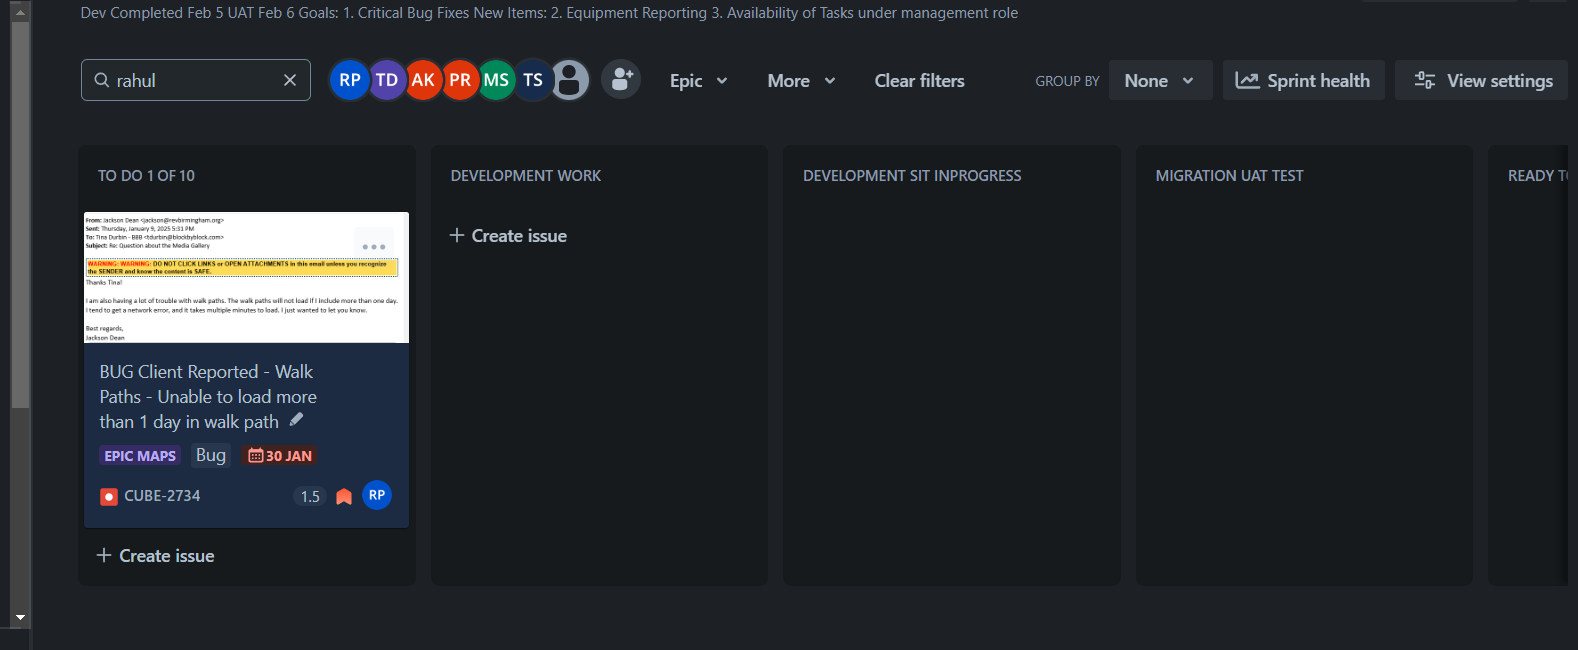 Dev Completed Feb 5 UAT Feb 6 Goals: 1. Critical Bug Fixes New Items: 2. Equipment Reporting 3. Availability of Tasks under management role
rahul
RP TD AK PR MS TS
Epic
More
Clear filters
GROUP BY
None
Sprint health
View settings
TO DO 1 OF 10
From: Jackson Dean <jackson@revbirmingham.org>
Sent: Thursday, January 9, 2025 5:31 PM
To: Tina Durbin - BBB <tdurbin@blockbyblock.com>
Subject: Re: Question about the Media Gallery
WARNING: WARNING: DO NOT CLICK LINKS or OPEN ATTACHMENTS in this email unless you recognize
the SENDER and know the content is SAFE.
Thanks Tina!
I am also having a lot of trouble with walk paths. The walk paths will not load if I include more than one day.
I tend to get a network error, and it takes multiple minutes to load. I just wanted to let you know.
Best regards,
Jackson Dean
BUG Client Reported - Walk
Paths - Unable to load more
than 1 day in walk path
EPIC MAPS Bug 30 JAN
CUBE-2734 1.5 RP
+ Create issue
DEVELOPMENT WORK
+ Create issue
DEVELOPMENT SIT INPROGRESS
MIGRATION UAT TEST
READY